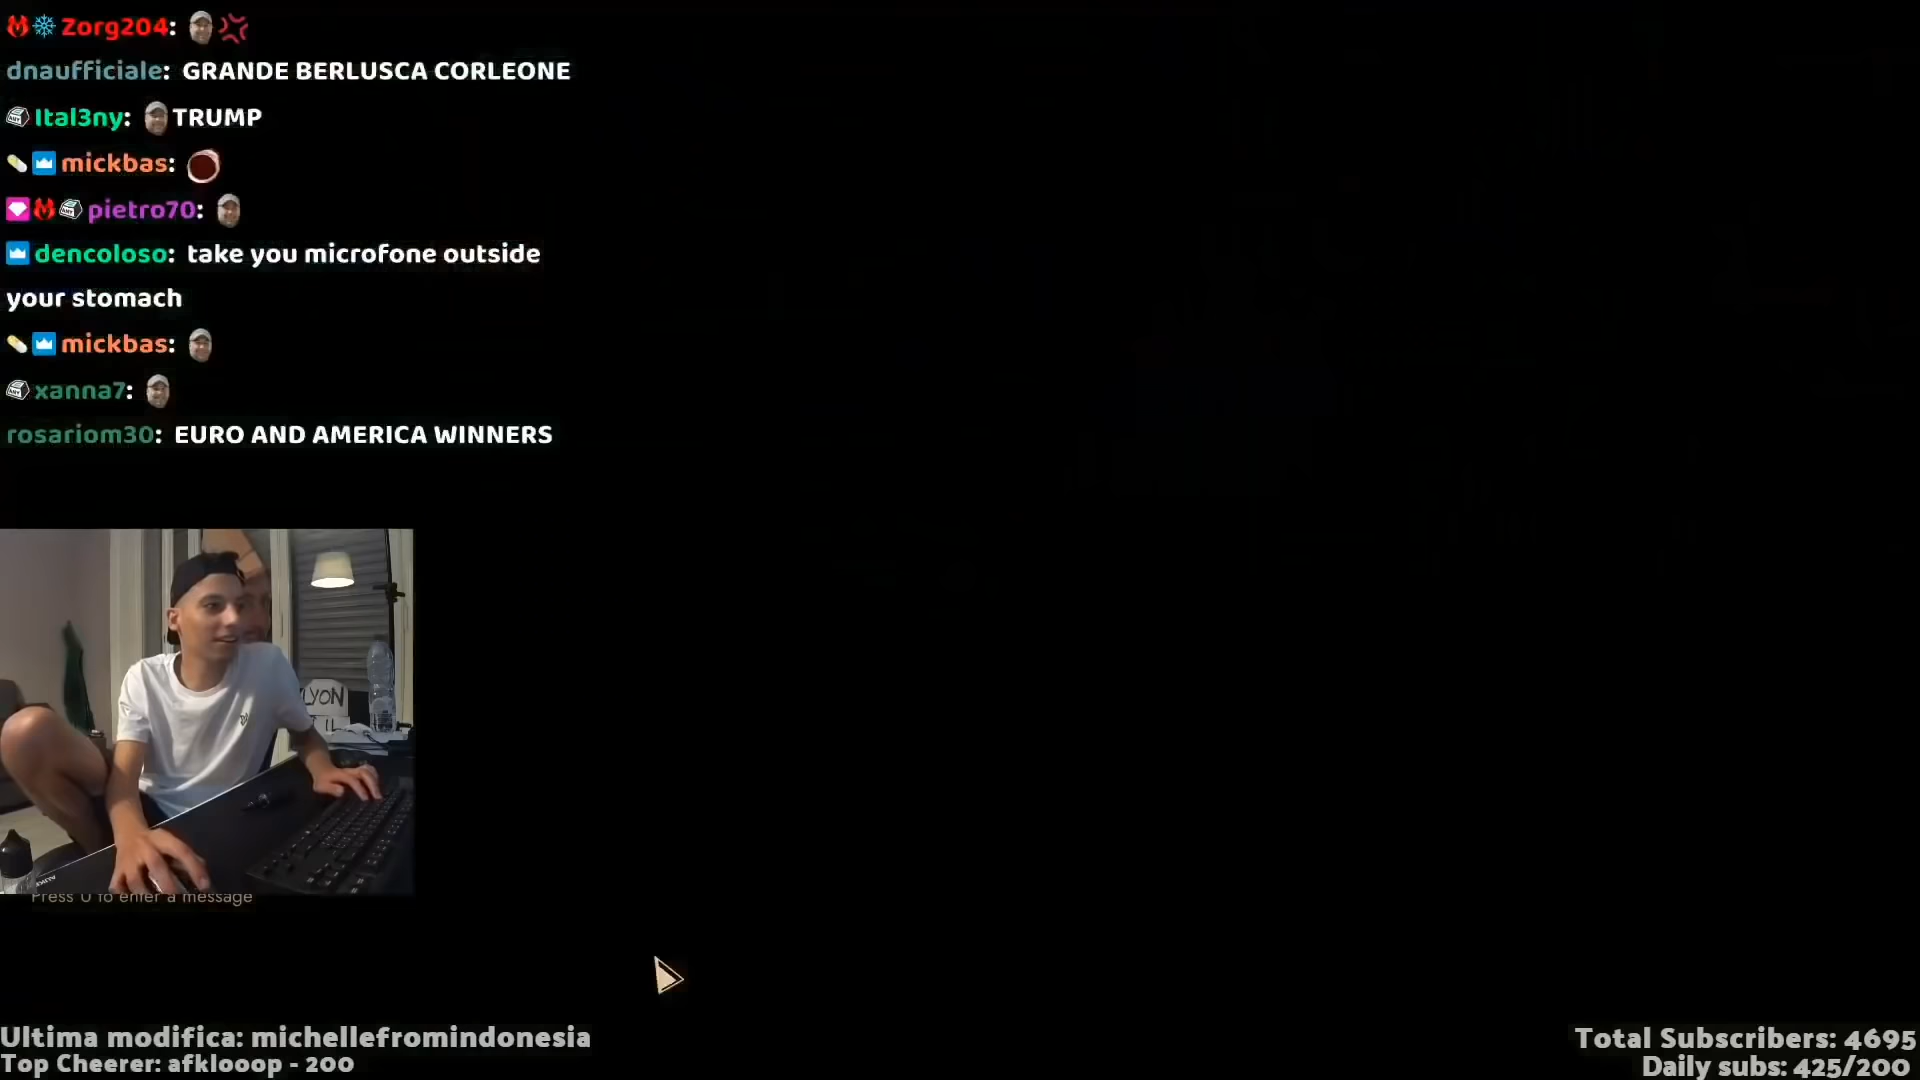 Zorg204:
dnaufficiale: GRANDE BERLUSCA CORLEONE
Ital3ny: TRUMP
mickbas:
pietro70:
dencoloso: take you microfone outside
your stomach
mickbas:
xanna7:
rosariom30: EURO AND AMERICA WINNERS
LYON
Press U to enter a message
Ultima modifica: michellefromindonesia
Top Cheerer: afklooop - 200
Total Subscribers: 4695
Daily subs: 425/200